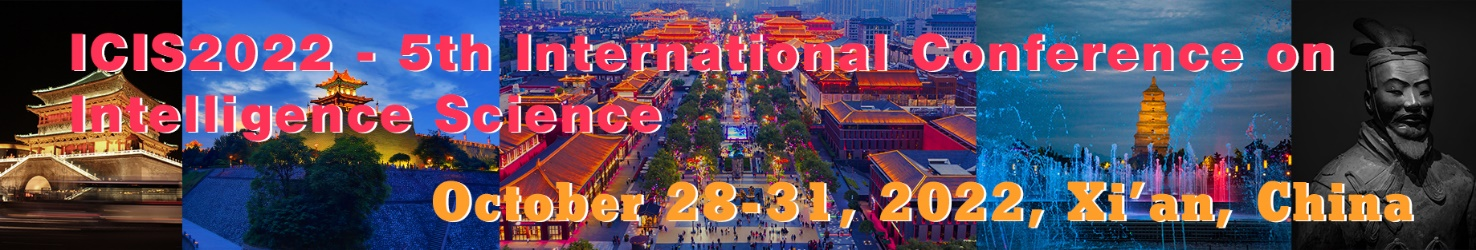 ICIS2022 - 5th International Conference on
Intelligence Science
October 28-31, 2022, Xi’an, China